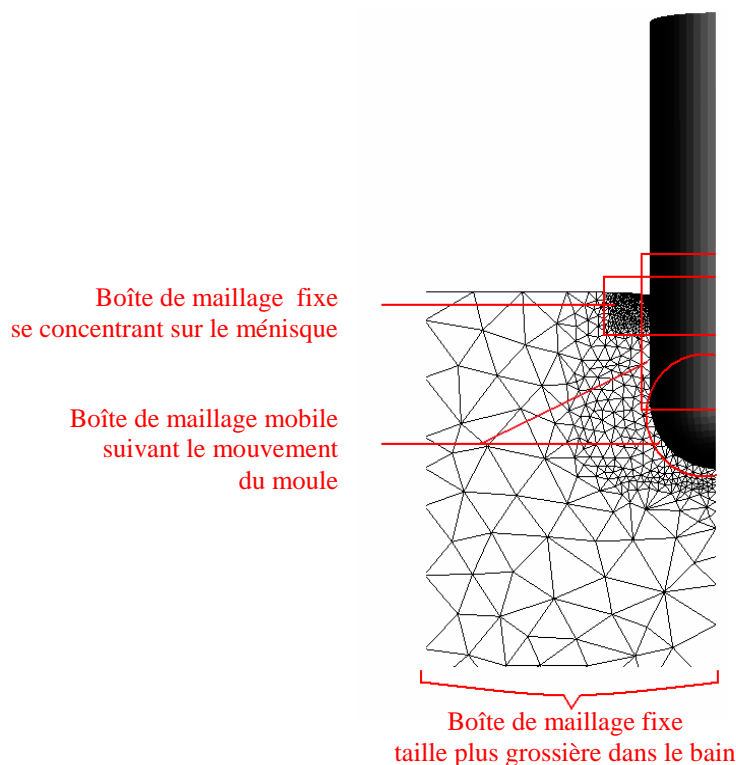 Boîte de maillage fixe
se concentrant sur le ménisque
Boîte de maillage mobile
suivant le mouvement
du moule
Boîte de maillage fixe
taille plus grossière dans le bain